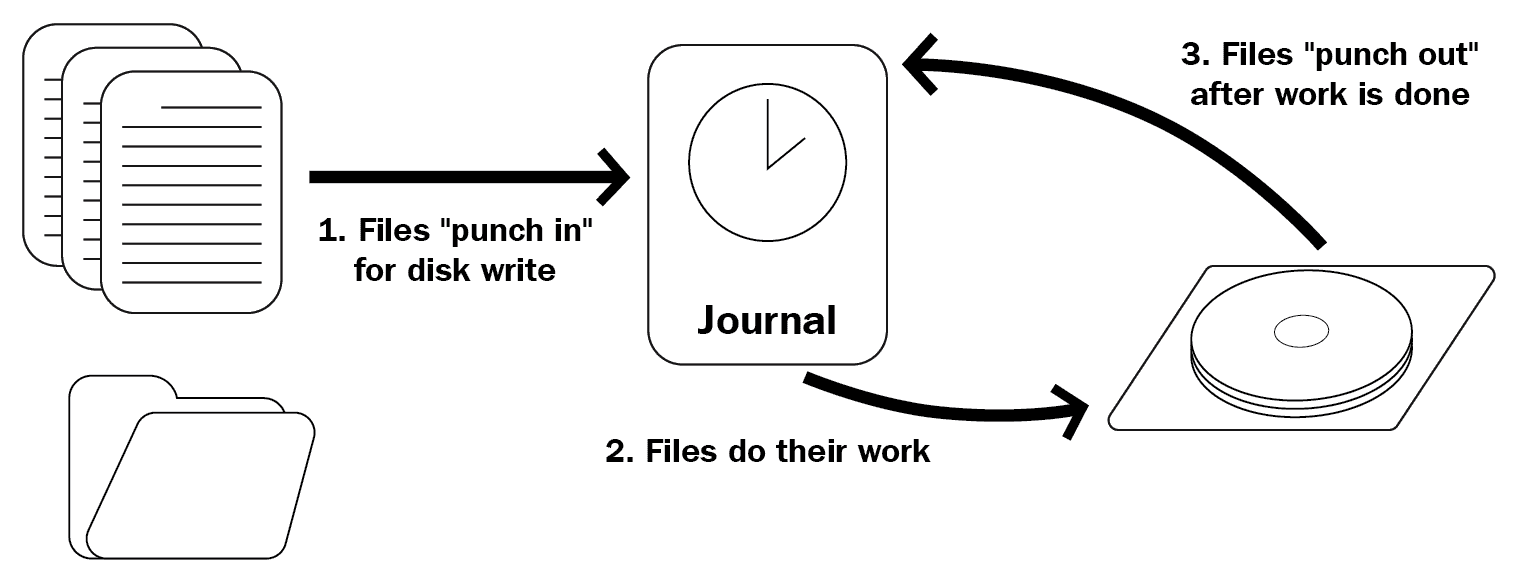 1. Files "punch in"
for disk write
Journal
2. Files do their work
3. Files "punch out"
after work is done